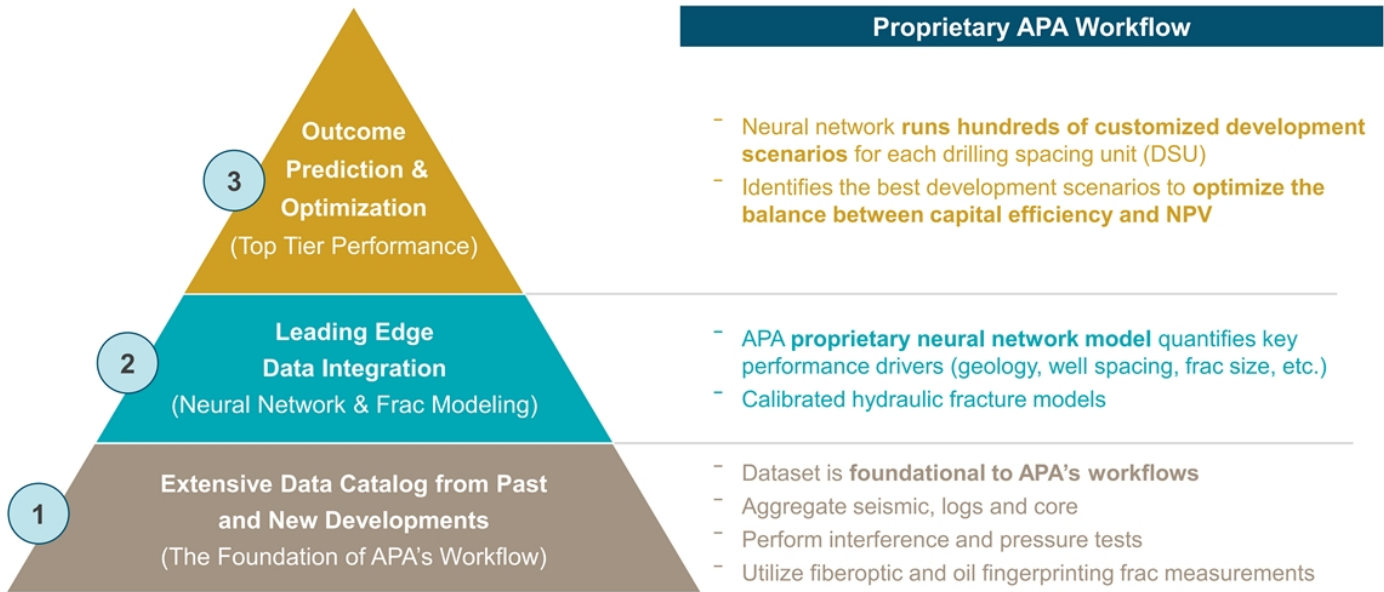 Proprietary APA Workflow
Outcome
Prediction &
Optimization
(Top Tier Performance)
3
- Neural network runs hundreds of customized development
scenarios for each drilling spacing unit (DSU)
- Identifies the best development scenarios to optimize the
balance between capital efficiency and NPV
Leading Edge
Data Integration
(Neural Network & Frac Modeling)
2
- APA proprietary neural network model quantifies key
performance drivers (geology, well spacing, frac size, etc.)
- Calibrated hydraulic fracture models
Extensive Data Catalog from Past
and New Developments
(The Foundation of APA's Workflow)
1
- Dataset is foundational to APA's workflows
- Aggregate seismic, logs and core
- Perform interference and pressure tests
- Utilize fiberoptic and oil fingerprinting frac measurements